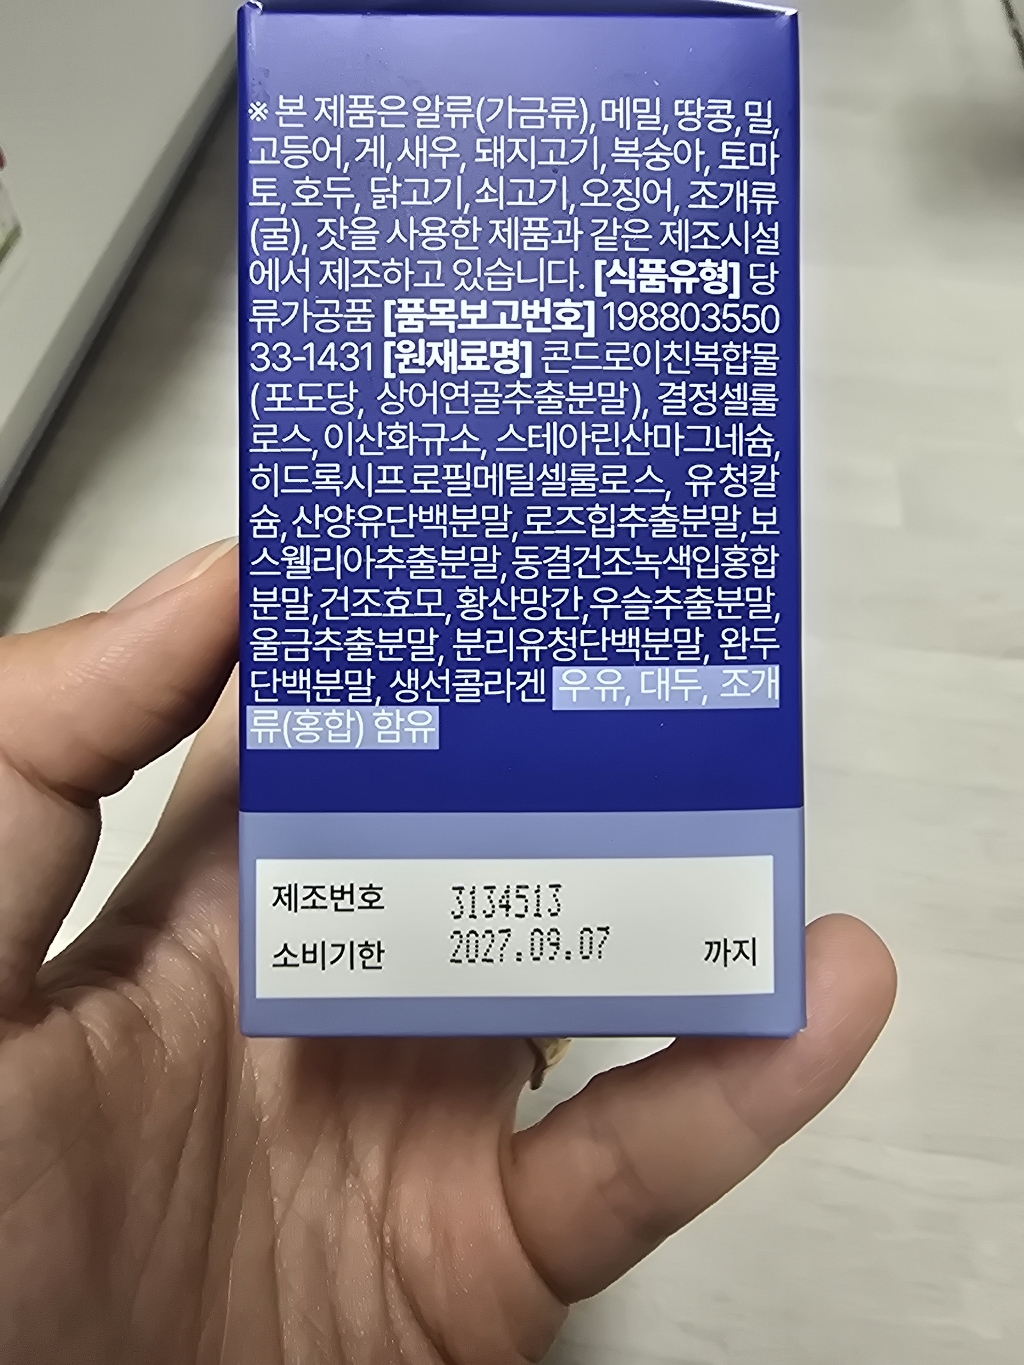 ※ 본 제품은 알류(가금류), 메밀, 땅콩, 밀,
고등어, 게, 새우, 돼지고기, 복숭아, 토마
토, 호두, 닭고기, 쇠고기, 오징어, 조개류
(굴), 잣을 사용한 제품과 같은 제조시설
에서 제조하고 있습니다. [식품유형] 당
류가공품 [품목보고번호] 198803550
33-1431 [원재료명] 콘드로이친복합물
(포도당, 상어연골추출분말), 결정셀룰
로스, 이산화규소, 스테아린산마그네슘,
히드록시프로필메틸셀룰로스, 유청칼
슘, 산양유단백분말, 로즈힙추출분말, 보
스웰리아추출분말, 동결건조녹색입홍합
분말, 건조효모, 황산망간, 우슬추출분말,
울금추출분말, 분리유청단백분말, 완두
단백분말, 생선콜라겐 우유, 대두, 조개
류(홍합) 함유
제조번호 3134513
소비기한 2027.09.07 까지